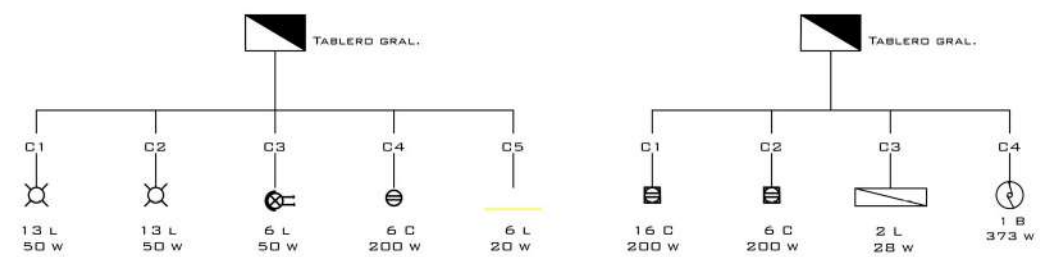 TABLERO GRAL.
C1 C2 C3 C4 C5
13 L 13 L 6 L 6 C 6 L
50 W 50 W 50 W 200 W 20 W
TABLERO GRAL.
C1 C2 C3 C4
16 C 6 C 2 L 1 B
200 W 200 W 28 W 373 W